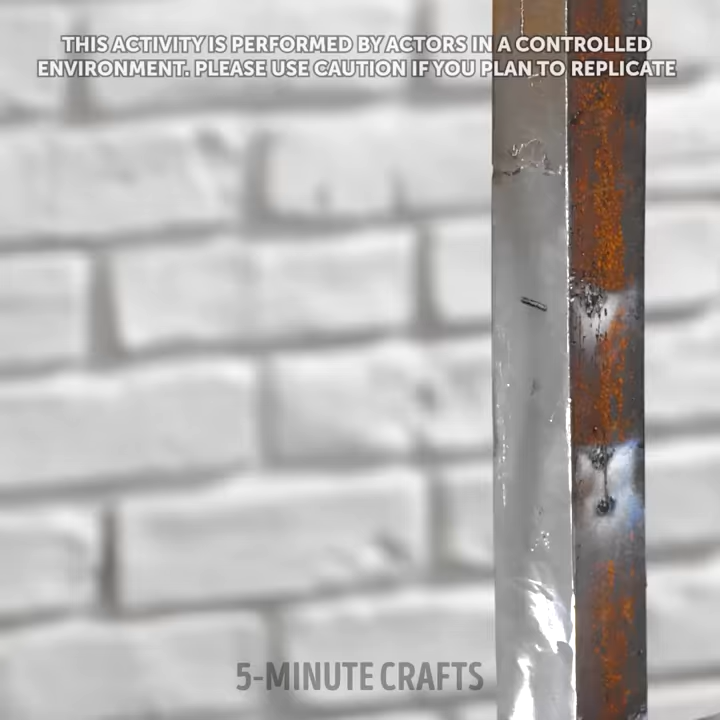 THIS ACTIVITY IS PERFORMED BY ACTORS IN A CONTROLLED
ENVIRONMENT. PLEASE USE CAUTION IF YOU PLAN TO REPLICATE
5-MINUTE CRAFTS